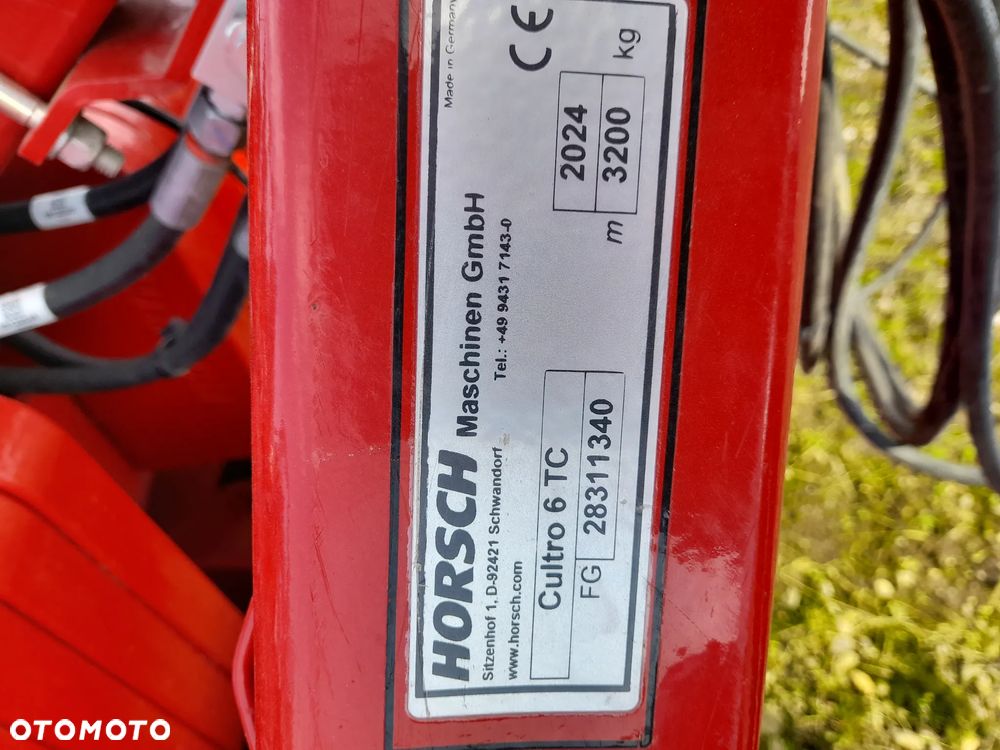 HORSCH Maschinen GmbH
Made in Germany
Sitzenhof 1, D-92421 Schwandorf
Tel.: +49 9431 7143-0
www.horsch.com
CE
Cultro 6 TC
2024
FG 28311340
m 3200 kg
OTOMOTO